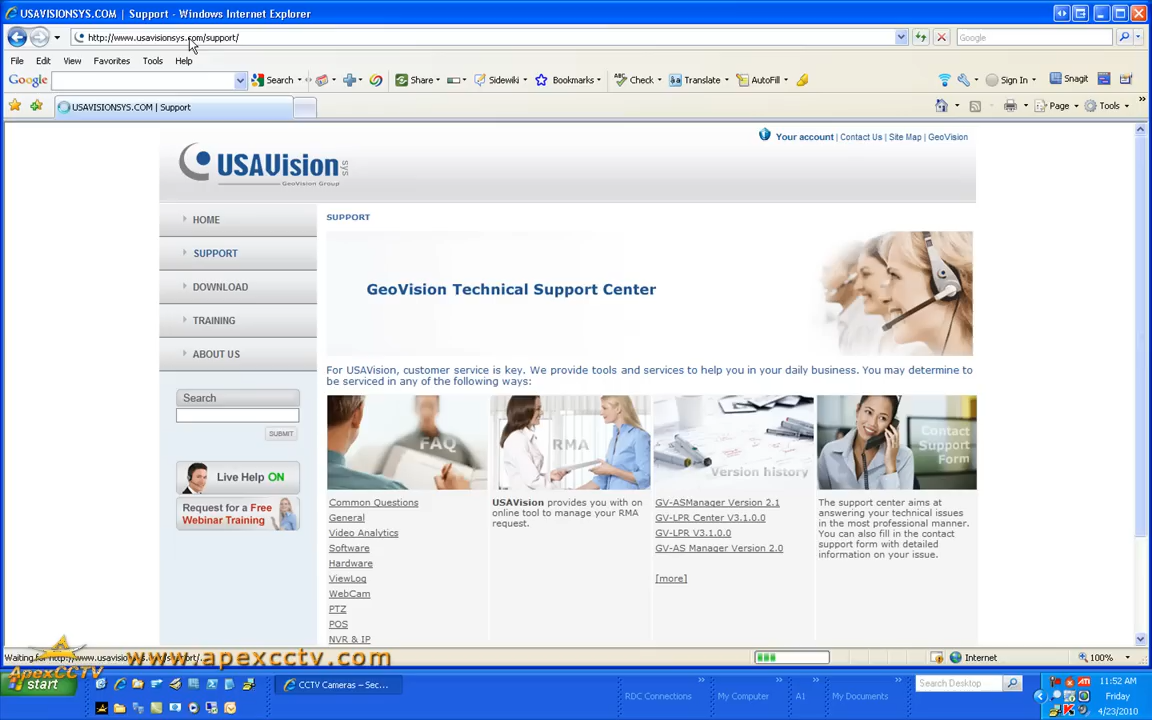 USAVISIONSYS.COM | Support - Windows Internet Explorer
http://www.usavisionsys.com/support/
Google
File Edit View Favorites Tools Help
Google Search Share Sidewiki Bookmarks Check Translate AutoFill Sign In Snagit
USAVISIONSYS.COM | Support
Page Tools
Your account | Contact Us | Site Map | GeoVision
USAVision sys
GeoVision Group
HOME
SUPPORT
DOWNLOAD
TRAINING
ABOUT US
Search
SUBMIT
Live Help ON
Request for a Free
Webinar Training
SUPPORT
GeoVision Technical Support Center
For USAVision, customer service is key. We provide tools and services to help you in your daily business. You may determine to
be serviced in any of the following ways:
FAQ
Common Questions
General
Video Analytics
Software
Hardware
ViewLog
WebCam
PTZ
POS
NVR & IP
RMA
USAVision provides you with on
online tool to manage your RMA
request.
Version history
GV-ASManager Version 2.1
GV-LPR Center V3.1.0.0
GV-LPR V3.1.0.0
GV-AS Manager Version 2.0
[more]
Contact
Support
Form
The support center aims at
answering your technical issues
in the most professional manner.
You can also fill in the contact
support form with detailed
information on your issue.
www.apexcctv.com
ApexCCTV
Internet
100%
start
CCTV Cameras – Sec...
RDC Connections
My Computer
A1
My Documents
Search Desktop
11:52 AM
Friday
4/23/2010